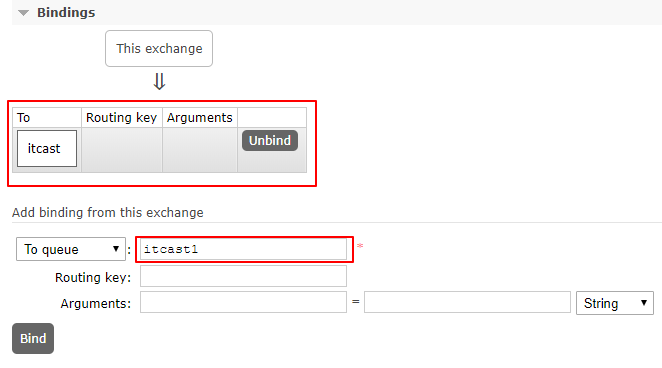 Bindings
This exchange
⇓
To Routing key Arguments
itcast Unbind
Add binding from this exchange
To queue : itcast1 *
Routing key:
Arguments: = String
Bind